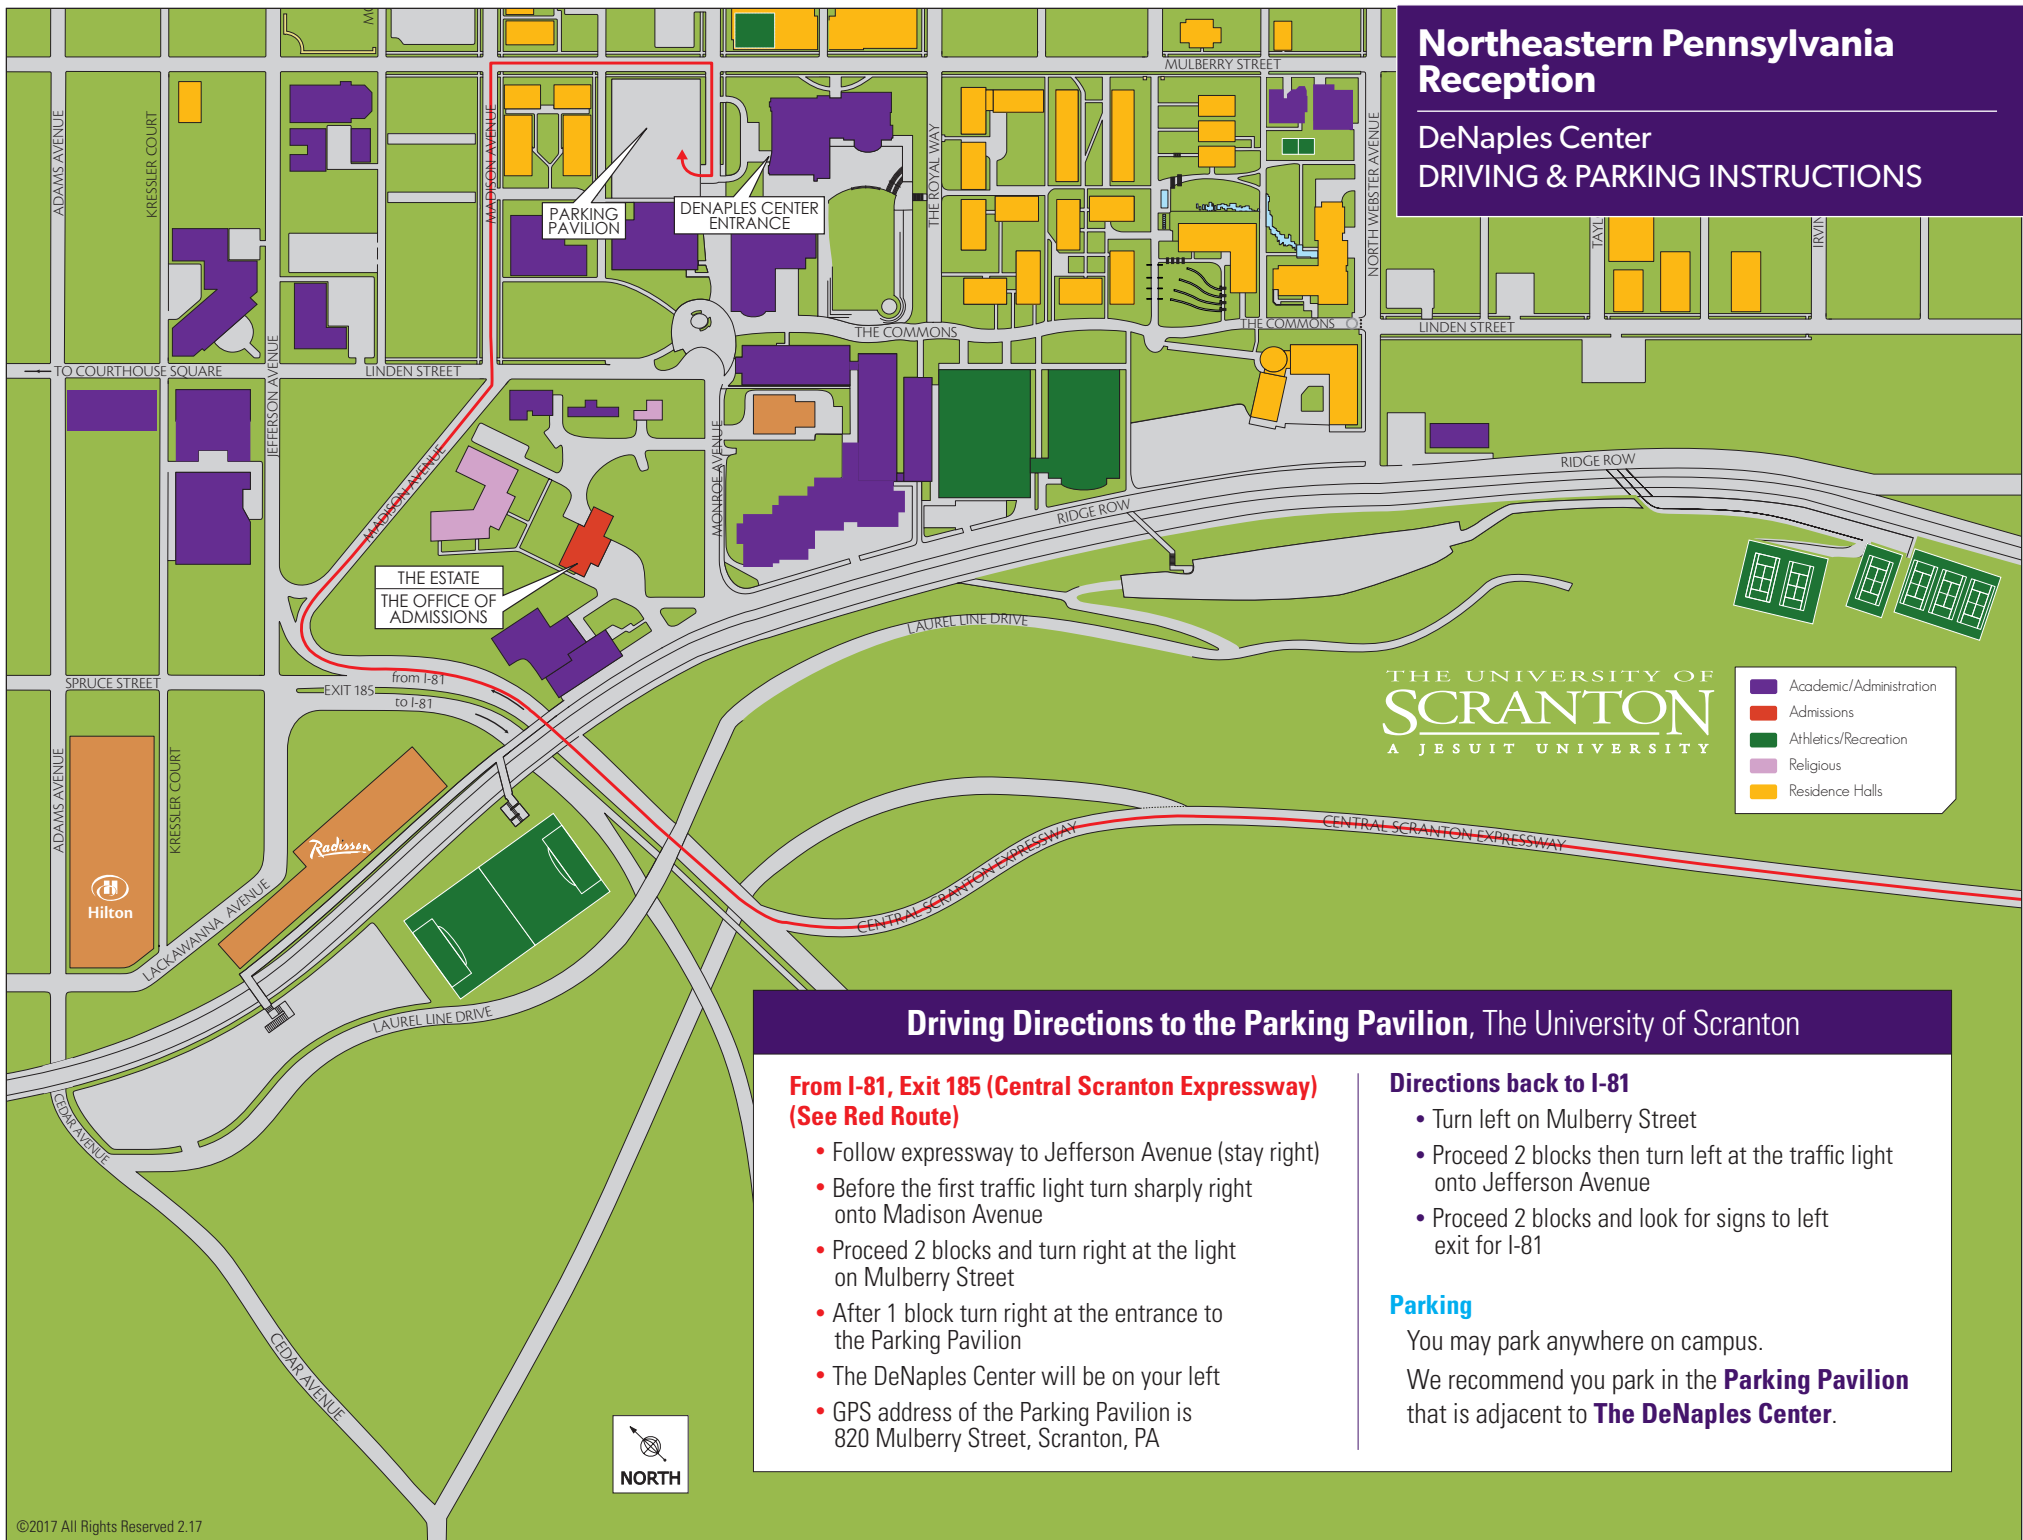 Northeastern Pennsylvania
Reception
DeNaples Center
DRIVING & PARKING INSTRUCTIONS
MULBERRY STREET
ADAMS AVENUE
KRESSLER COURT
MADISON AVENUE
THE ROYAL WAY
NORTH WEBSTER AVENUE
PARKING
PAVILION
DENAPLES CENTER
ENTRANCE
THE COMMONS
THE COMMONS
LINDEN STREET
TO COURTHOUSE SQUARE
LINDEN STREET
JEFFERSON AVENUE
MADISON AVENUE
MONROE AVENUE
RIDGE ROW
RIDGE ROW
THE ESTATE
THE OFFICE OF
ADMISSIONS
LAUREL LINE DRIVE
SPRUCE STREET
from I-81
EXIT 185
to I-81
THE UNIVERSITY OF
SCRANTON
A JESUIT UNIVERSITY
Academic/Administration
Admissions
Athletics/Recreation
Religious
Residence Halls
ADAMS AVENUE
KRESSLER COURT
Radisson
Hilton
LACKAWANNA AVENUE
CENTRAL SCRANTON EXPRESSWAY
CENTRAL SCRANTON EXPRESSWAY
LAUREL LINE DRIVE
CEDAR AVENUE
CEDAR AVENUE
Driving Directions to the Parking Pavilion, The University of Scranton
From I-81, Exit 185 (Central Scranton Expressway)
(See Red Route)
• Follow expressway to Jefferson Avenue (stay right)
• Before the first traffic light turn sharply right
onto Madison Avenue
• Proceed 2 blocks and turn right at the light
on Mulberry Street
• After 1 block turn right at the entrance to
the Parking Pavilion
• The DeNaples Center will be on your left
• GPS address of the Parking Pavilion is
820 Mulberry Street, Scranton, PA
Directions back to I-81
• Turn left on Mulberry Street
• Proceed 2 blocks then turn left at the traffic light
onto Jefferson Avenue
• Proceed 2 blocks and look for signs to left
exit for I-81
Parking
You may park anywhere on campus.
We recommend you park in the Parking Pavilion
that is adjacent to The DeNaples Center.
NORTH
©2017 All Rights Reserved 2.17